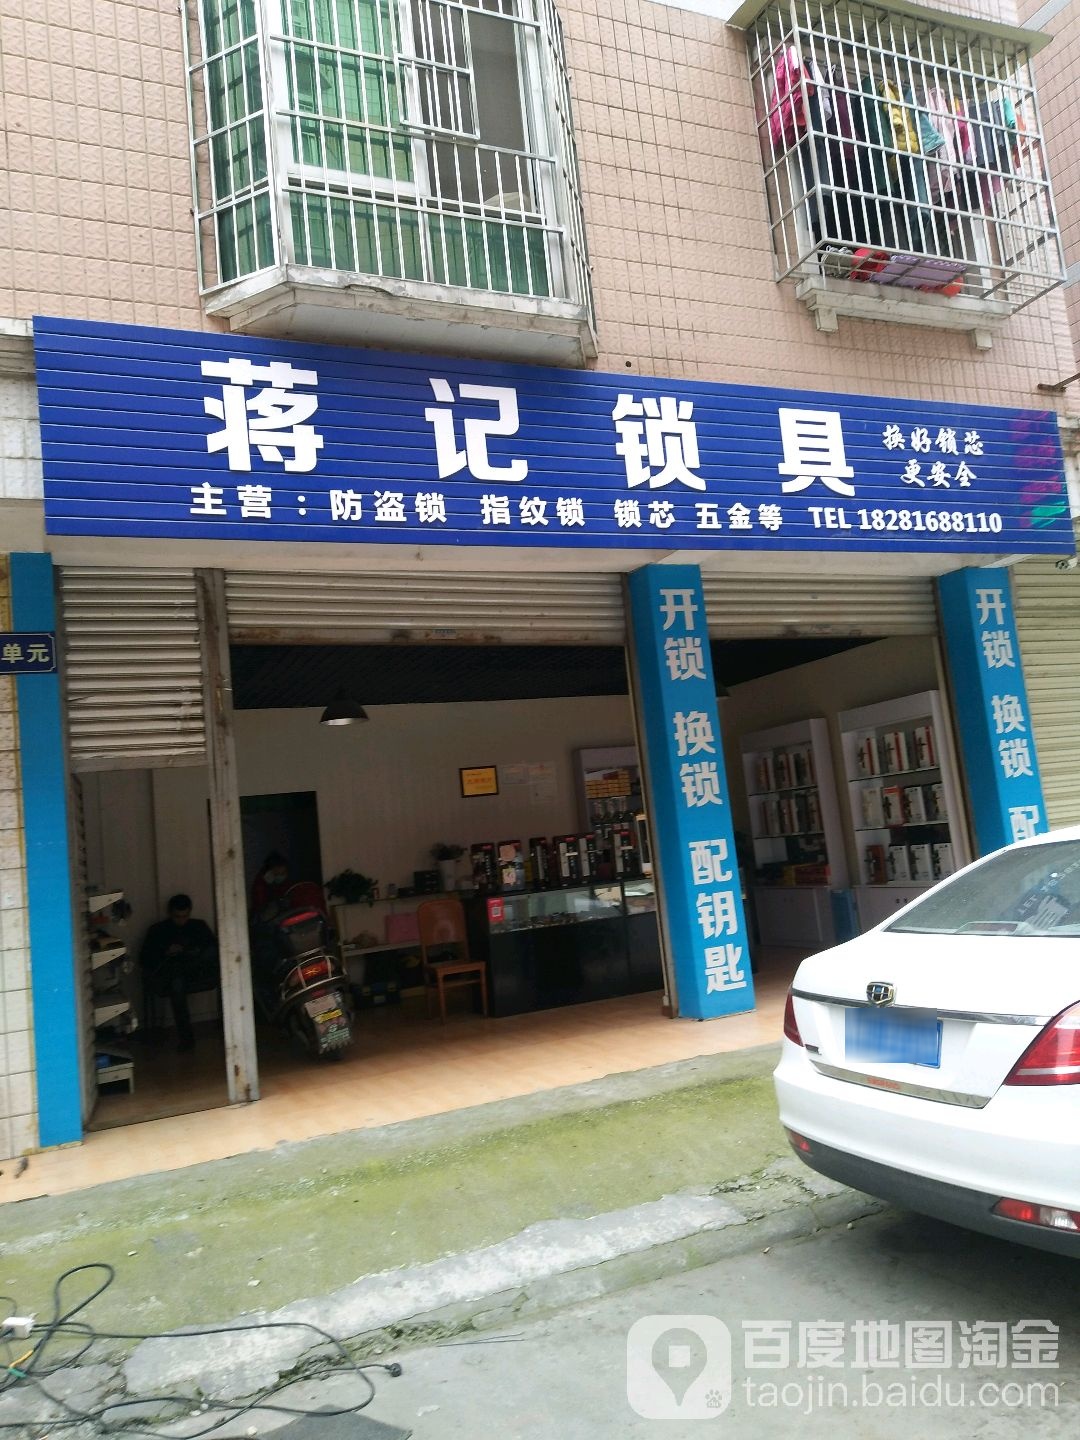 蒋记锁具
换好锁芯
更安全
主营：防盗锁 指纹锁 锁芯 五金等 TEL 18281688110
单元
开锁 换锁 配钥匙
开锁 换锁 配
百度地图淘金
taojin.baidu.com